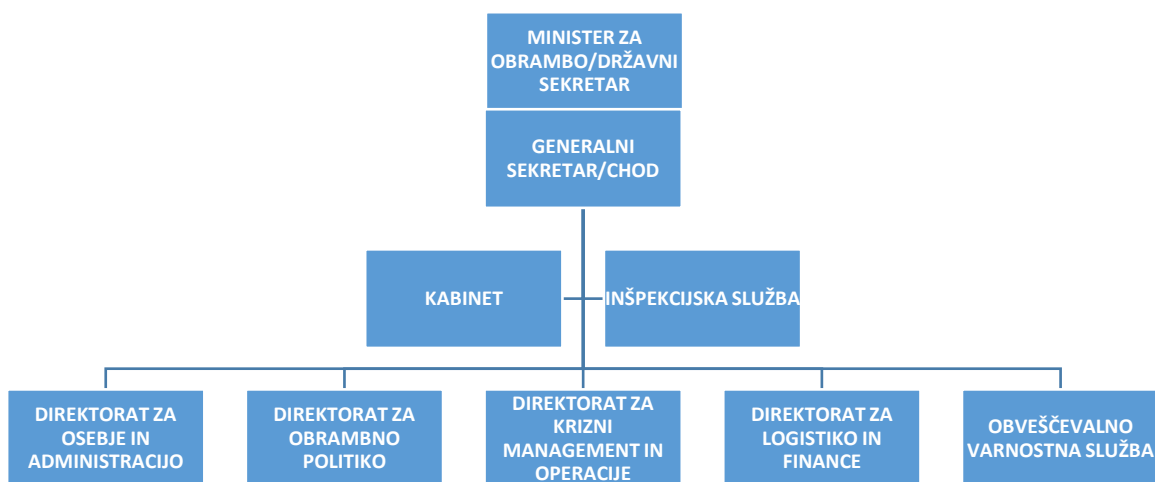 MINISTER ZA
OBRAMBO/DRŽAVNI
SEKRETAR
GENERALNI
SEKRETAR/CHOD
KABINET
INŠPEKCIJSKA SLUŽBA
DIREKTORAT ZA
OSEBJE IN
ADMINISTRACIJO
DIREKTORAT ZA
OBRAMBNO
POLITIKO
DIREKTORAT ZA
KRIZNI
MANAGEMENT IN
OPERACIJE
DIREKTORAT ZA
LOGISTIKO IN
FINANCE
OBVEŠČEVALNO
VARNOSTNA SLUŽBA